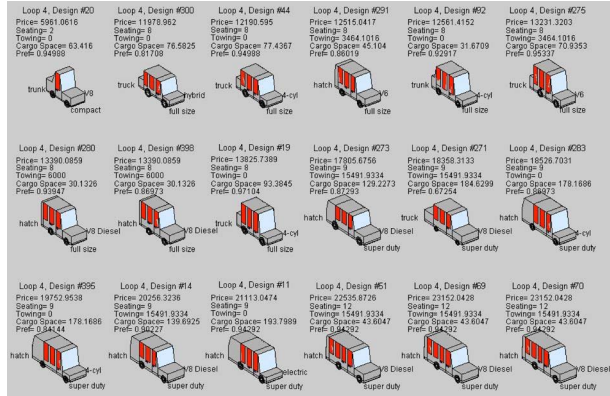 Loop 4, Design #20
Price= 5961.0616
Seating= 2
Towing= 0
Cargo Space= 63.416
Pref= 0.94988
trunk
V8
compact
Loop 4, Design #300
Price= 11978.962
Seating= 8
Towing= 0
Cargo Space= 76.5825
Pref= 0.81708
truck
hybrid
full size
Loop 4, Design #44
Price= 12190.595
Seating= 8
Towing= 0
Cargo Space= 77.4367
Pref= 0.94988
truck
4-cyl
full size
Loop 4, Design #291
Price= 12515.0417
Seating= 8
Towing= 3464.1016
Cargo Space= 45.104
Pref= 0.86019
hatch
V6
full size
Loop 4, Design #92
Price= 12561.4152
Seating= 8
Towing= 0
Cargo Space= 31.6709
Pref= 0.92917
trunk
4-cyl
full size
Loop 4, Design #275
Price= 13231.3203
Seating= 8
Towing= 3464.1016
Cargo Space= 70.9353
Pref= 0.95337
truck
V6
full size
Loop 4, Design #280
Price= 13390.0859
Seating= 8
Towing= 6000
Cargo Space= 30.1326
Pref= 0.93947
hatch
V8 Diesel
full size
Loop 4, Design #398
Price= 13390.0859
Seating= 8
Towing= 6000
Cargo Space= 30.1326
Pref= 0.86973
hatch
V8 Diesel
full size
Loop 4, Design #19
Price= 13825.7389
Seating= 8
Towing= 0
Cargo Space= 93.3845
Pref= 0.97104
truck
4-cyl
full size
Loop 4, Design #273
Price= 17805.6756
Seating= 9
Towing= 15491.9334
Cargo Space= 129.2273
Pref= 0.87293
hatch
V8 Diesel
super duty
Loop 4, Design #271
Price= 18358.3133
Seating= 9
Towing= 15491.9334
Cargo Space= 184.6299
Pref= 0.67254
truck
V8 Diesel
super duty
Loop 4, Design #283
Price= 18526.7031
Seating= 9
Towing= 0
Cargo Space= 178.1686
Pref= 0.86973
hatch
4-cyl
super duty
Loop 4, Design #395
Price= 19752.9538
Seating= 9
Towing= 0
Cargo Space= 178.1686
Pref= 0.84144
hatch
4-cyl
super duty
Loop 4, Design #14
Price= 20256.3236
Seating= 9
Towing= 15491.9334
Cargo Space= 139.6925
Pref= 0.90227
hatch
V8 Diesel
super duty
Loop 4, Design #11
Price= 21113.0474
Seating= 9
Towing= 0
Cargo Space= 193.7989
Pref= 0.94292
hatch
electric
super duty
Loop 4, Design #61
Price= 22535.8726
Seating= 12
Towing= 15491.9334
Cargo Space= 43.6047
Pref= 0.94292
hatch
V8 Diesel
super duty
Loop 4, Design #69
Price= 23152.0428
Seating= 12
Towing= 15491.9334
Cargo Space= 43.6047
Pref= 0.94292
hatch
V8 Diesel
super duty
Loop 4, Design #70
Price= 23152.0428
Seating= 12
Towing= 15491.9334
Cargo Space= 43.6047
Pref= 0.94292
hatch
V8 Diesel
super duty